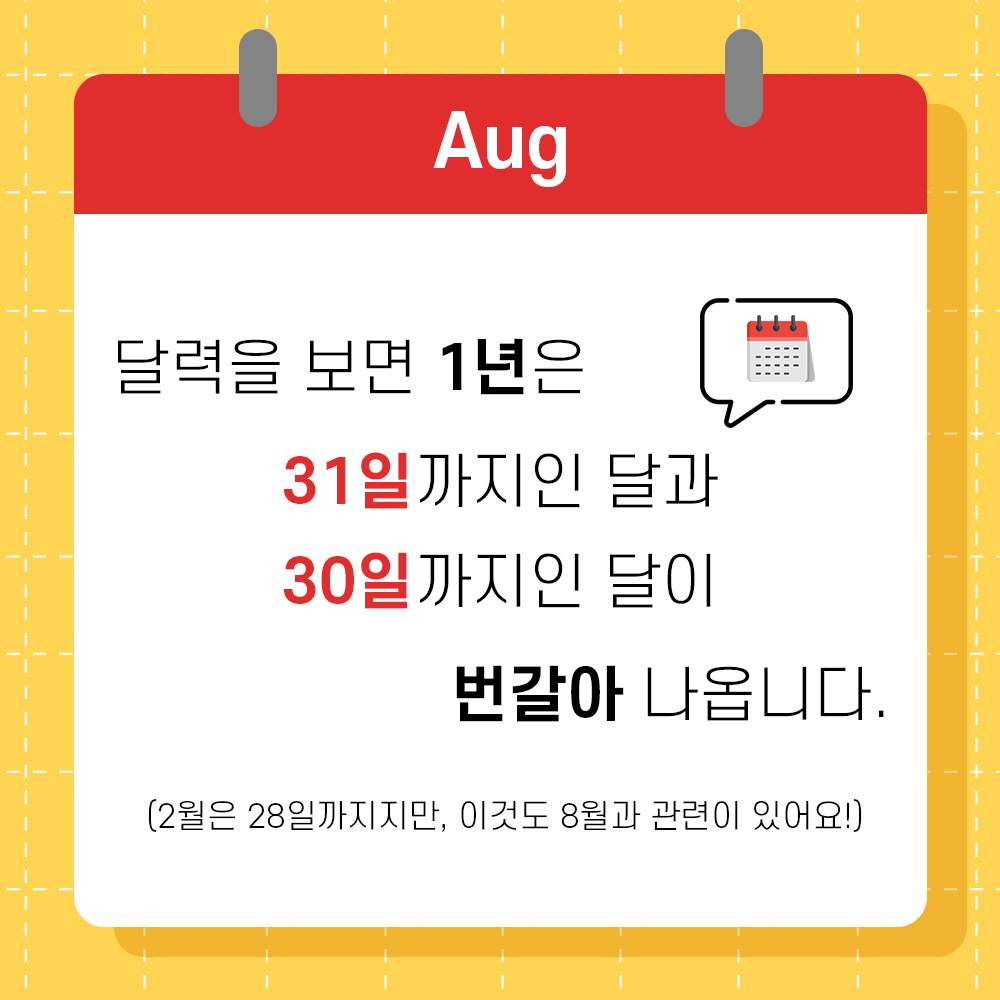 Aug
달력을 보면 1년은
31일까지인 달과
30일까지인 달이
번갈아 나옵니다.
(2월은 28일까지지만, 이것도 8월과 관련이 있어요!)